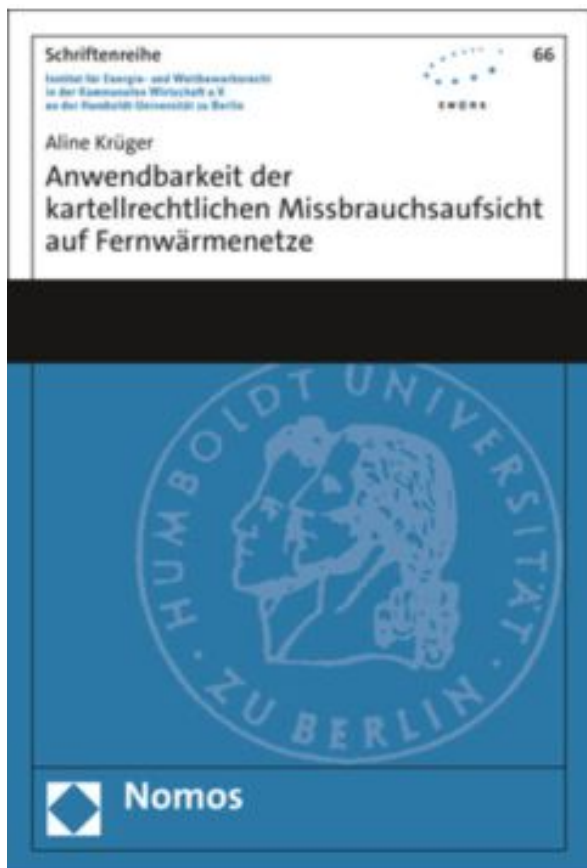 Schriftenreihe
66
Institut für Energie- und Wettbewerbsrecht
in der Kommunalen Wirtschaft e.V.
an der Humboldt-Universität zu Berlin
EWERK
Aline Krüger
Anwendbarkeit der
kartellrechtlichen Missbrauchsaufsicht
auf Fernwärmenetze
HUMBOLDT UNIVERSITÄT
· ZU BERLIN ·
Nomos